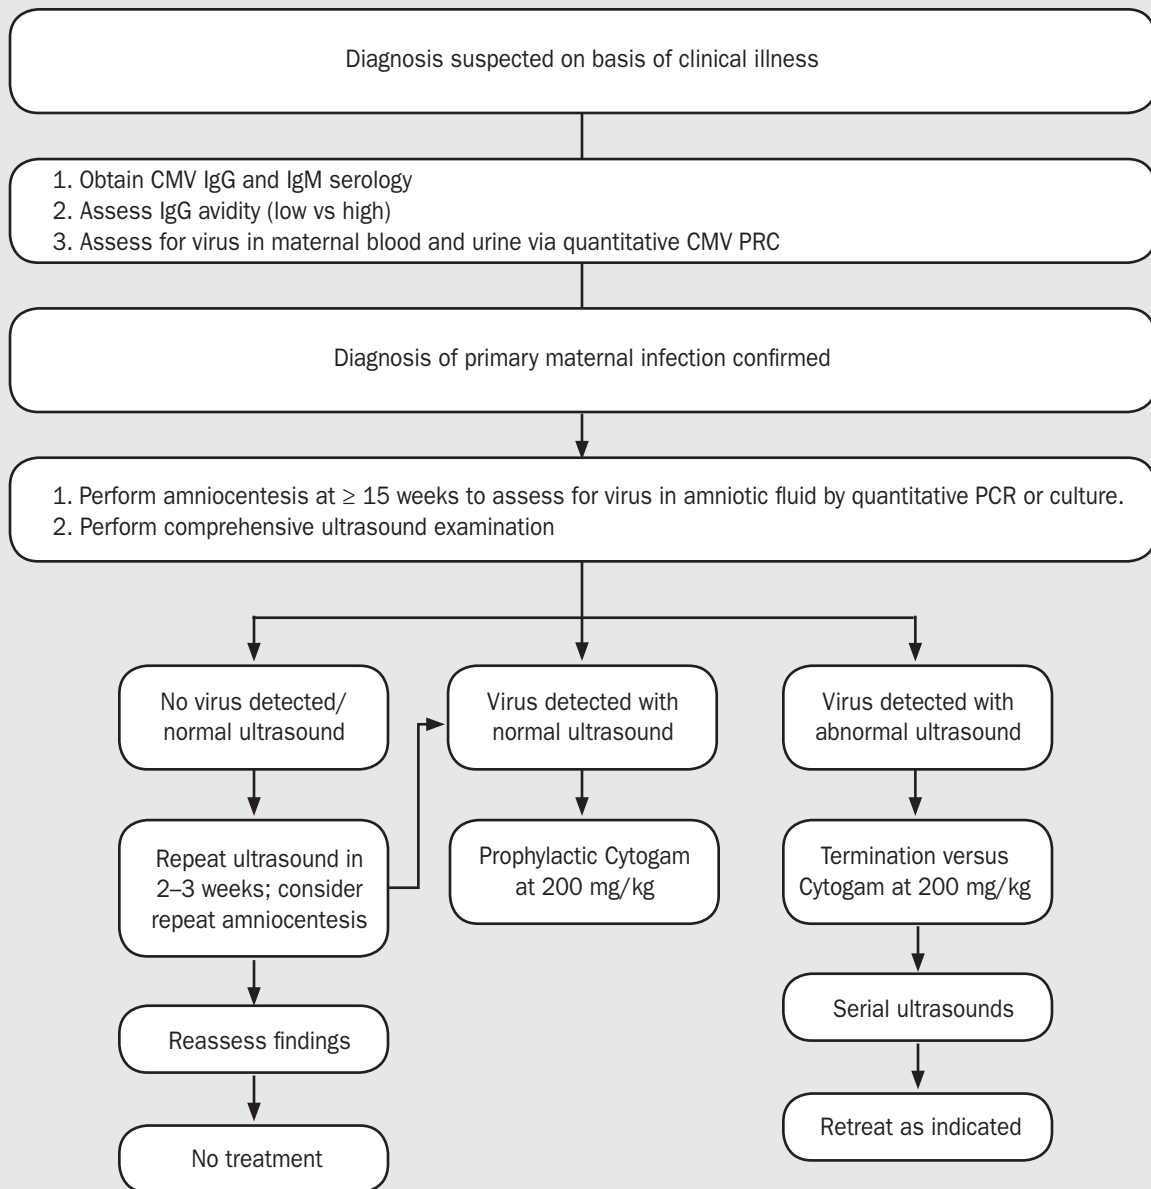 Diagnosis suspected on basis of clinical illness
1. Obtain CMV IgG and IgM serology
2. Assess IgG avidity (low vs high)
3. Assess for virus in maternal blood and urine via quantitative CMV PRC
Diagnosis of primary maternal infection confirmed
1. Perform amniocentesis at ≥ 15 weeks to assess for virus in amniotic fluid by quantitative PCR or culture.
2. Perform comprehensive ultrasound examination
No virus detected/
normal ultrasound
Virus detected with
normal ultrasound
Virus detected with
abnormal ultrasound
Repeat ultrasound in
2–3 weeks; consider
repeat amniocentesis
Prophylactic Cytogam
at 200 mg/kg
Termination versus
Cytogam at 200 mg/kg
Reassess findings
Serial ultrasounds
No treatment
Retreat as indicated